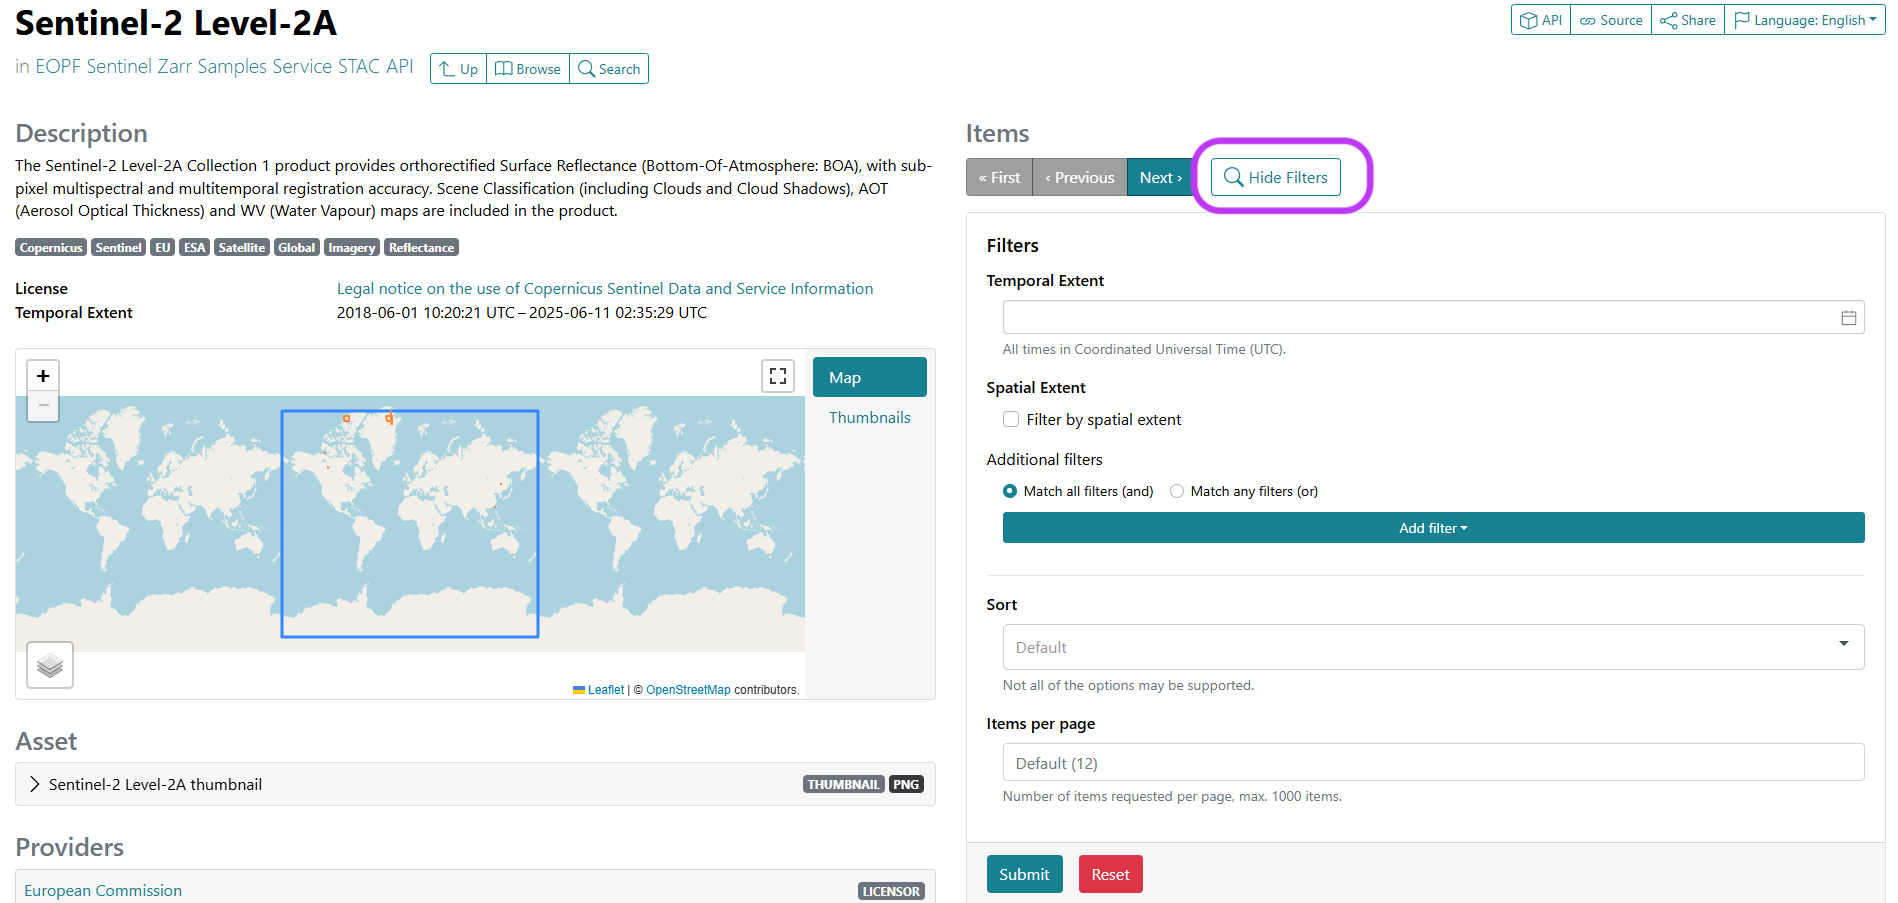 Sentinel-2 Level-2A
API Source Share Language: English
in EOPF Sentinel Zarr Samples Service STAC API Up Browse Search
Description
The Sentinel-2 Level-2A Collection 1 product provides orthorectified Surface Reflectance (Bottom-Of-Atmosphere: BOA), with sub-
pixel multispectral and multitemporal registration accuracy. Scene Classification (including Clouds and Cloud Shadows), AOT
(Aerosol Optical Thickness) and WV (Water Vapour) maps are included in the product.
Copernicus Sentinel EU ESA Satellite Global Imagery Reflectance
License Legal notice on the use of Copernicus Sentinel Data and Service Information
Temporal Extent 2018-06-01 10:20:21 UTC – 2025-06-11 02:35:29 UTC
+
−
Map
Thumbnails
Leaflet | © OpenStreetMap contributors.
Asset
Sentinel-2 Level-2A thumbnail THUMBNAIL PNG
Providers
European Commission LICENSOR
Items
« First ‹ Previous Next › Hide Filters
Filters
Temporal Extent
All times in Coordinated Universal Time (UTC).
Spatial Extent
Filter by spatial extent
Additional filters
Match all filters (and) Match any filters (or)
Add filter
Sort
Default
Not all of the options may be supported.
Items per page
Default (12)
Number of items requested per page, max. 1000 items.
Submit Reset